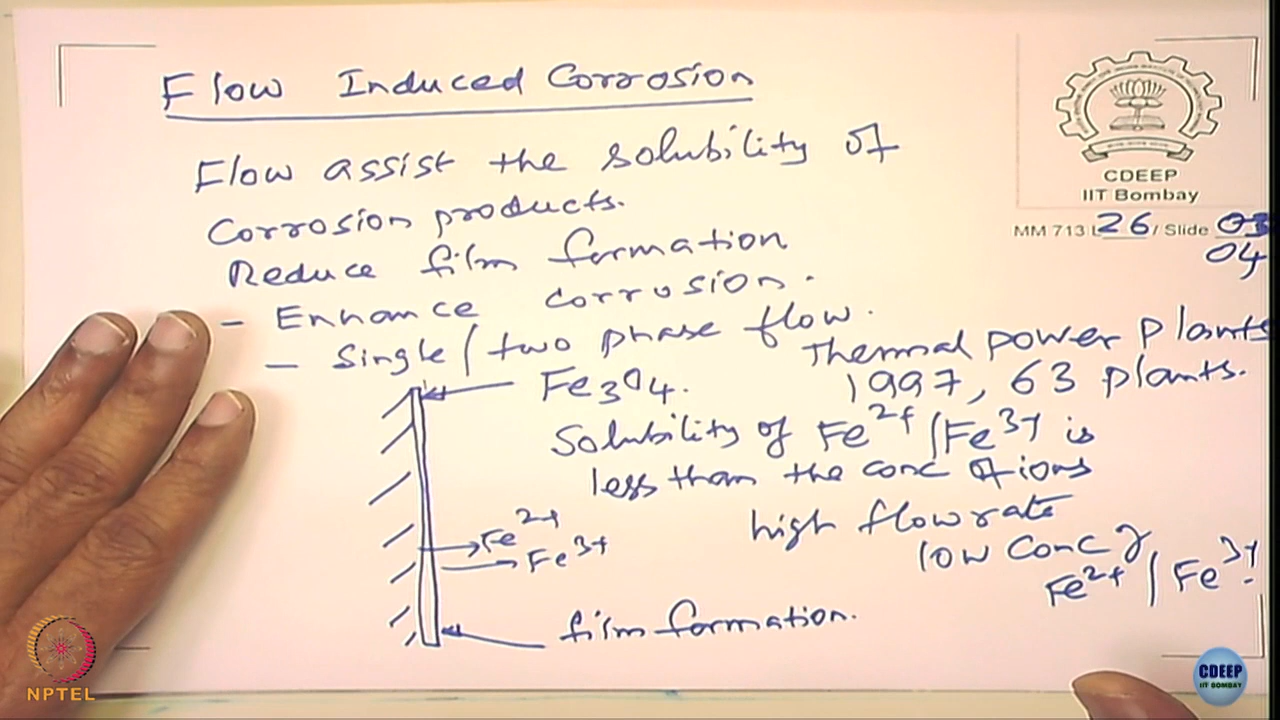 Flow Induced Corrosion
Flow assist the solubility of
Corrosion products.
Reduce film formation
- Enhance corrosion.
- Single/two phase flow.
Thermal power plants
1997, 63 plants.
Fe3O4.
Solubility of Fe2+/Fe3+ is
less than the conc of ions
high flow rate
low conc of
Fe2+/Fe3+.
Fe2+
Fe3+
film formation.
CDEEP
IIT Bombay
MM 713 L26 / Slide 03
04
NPTEL
CDEEP
IIT BOMBAY